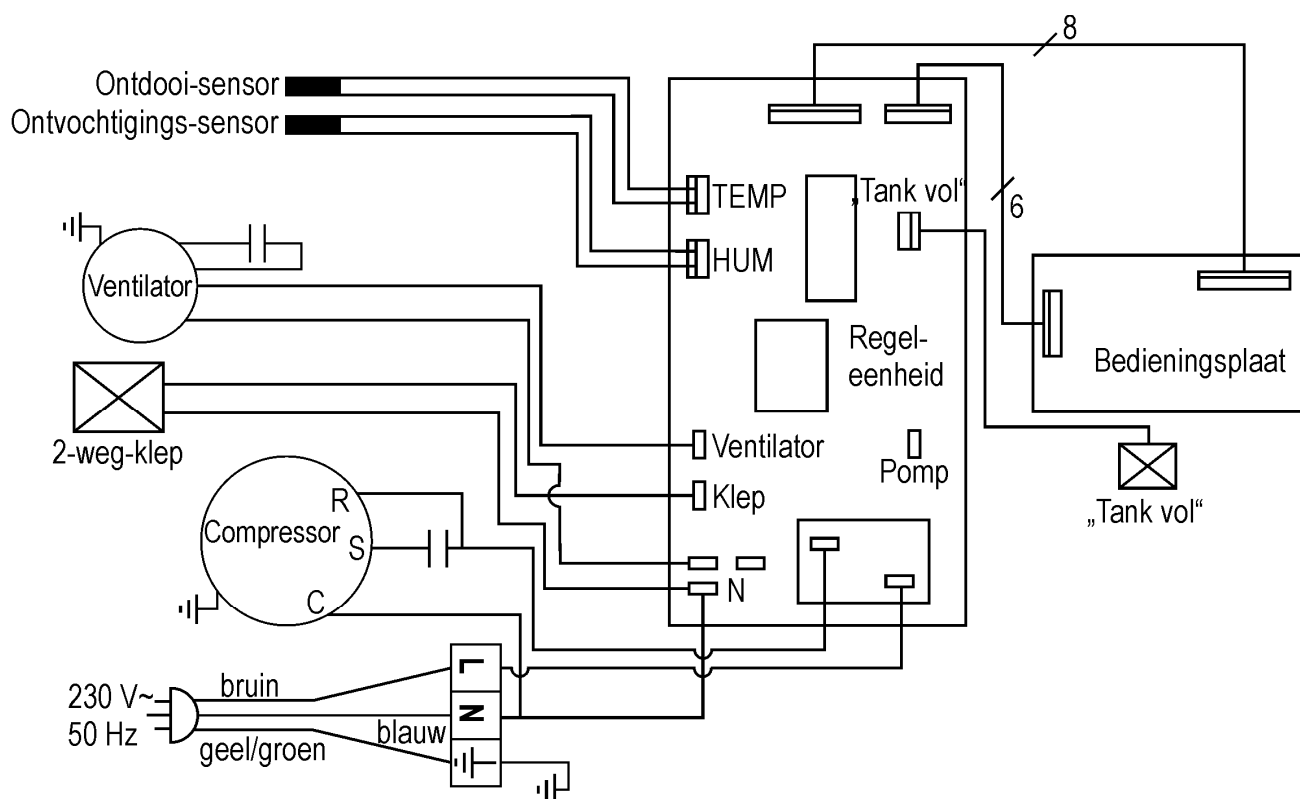 8
Ontdooi-sensor
Ontvochtigings-sensor
TEMP
„Tank vol“
6
HUM
Ventilator
Regel-
eenheid
Bedieningsplaat
2-weg-klep
Ventilator
Pomp
Klep
R
Compressor
S
„Tank vol“
N
C
L
230 V~
bruin
N
50 Hz
blauw
geel/groen